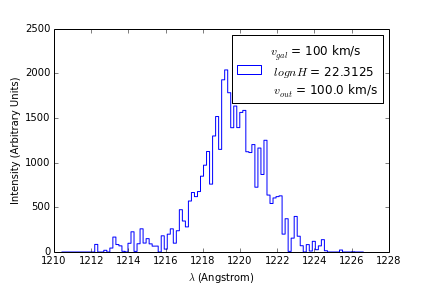 2500
2000
1500
1000
500
0
Intensity (Arbitrary Units)
v_gal = 100 km/s
lognH = 22.3125
v_out = 100.0 km/s
1210 1212 1214 1216 1218 1220 1222 1224 1226 1228
λ (Angstrom)